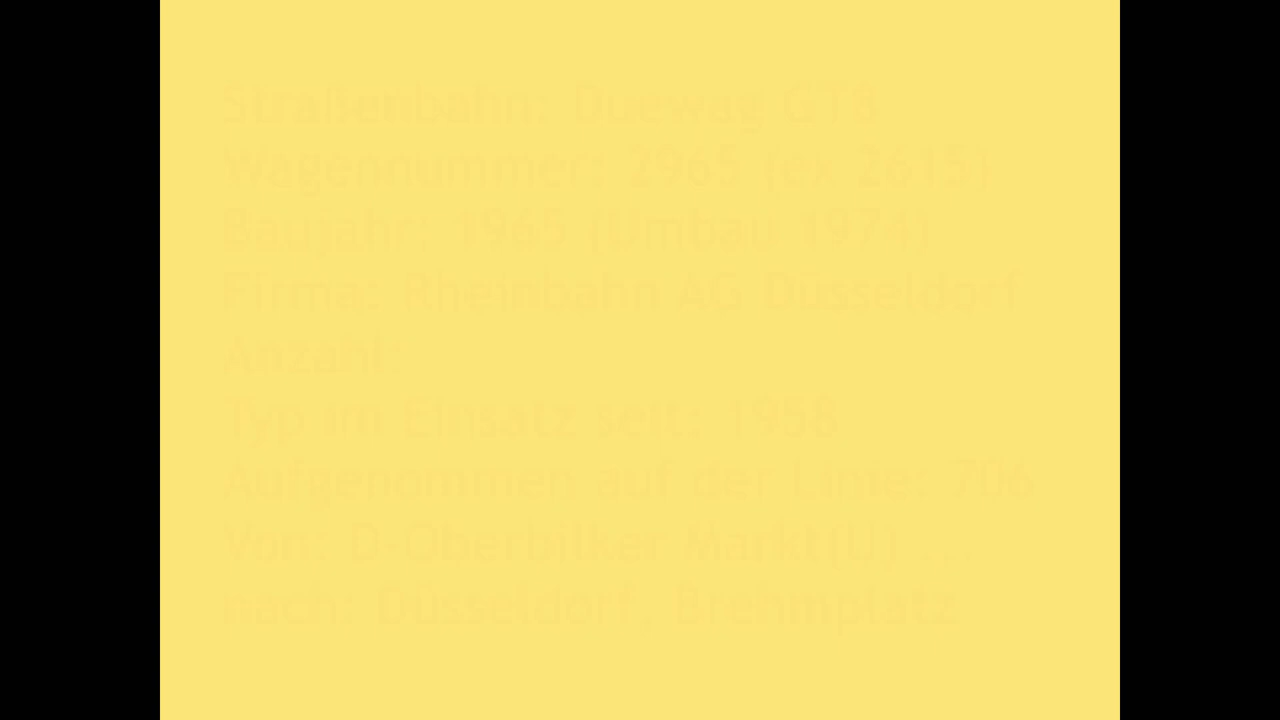 Straßenbahn: Duewag GT8
Wagennummer: 2965 (ex 2615)
Baujahr: 1965 (Umbau 1974)
Firma: Rheinbahn AG Düsseldorf
Anzahl:
Typ im Einsatz seit: 1958
Aufgenommen auf der Linie: 706
Von: D-Oberbilker Markt(U) ...
nach: Düsseldorf, Brehmplatz